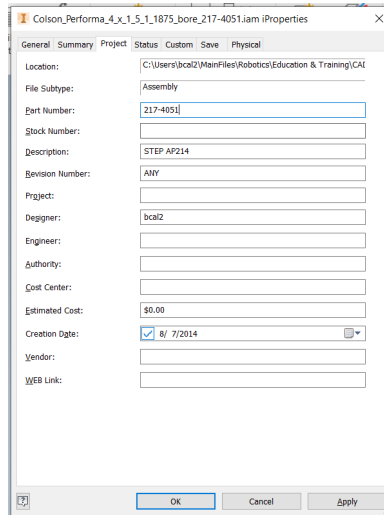 Colson_Performa_4_x_1_5_1_1875_bore_217-4051.iam iProperties
General Summary Project Status Custom Save Physical
Location: C:\Users\bcal2\MainFiles\Robotics\Education & Training\CAD
File Subtype: Assembly
Part Number: 217-4051
Stock Number:
Description: STEP AP214
Revision Number: ANY
Project:
Designer: bcal2
Engineer:
Authority:
Cost Center:
Estimated Cost: $0.00
Creation Date: 8/ 7/2014
Vendor:
WEB Link:
OK Cancel Apply